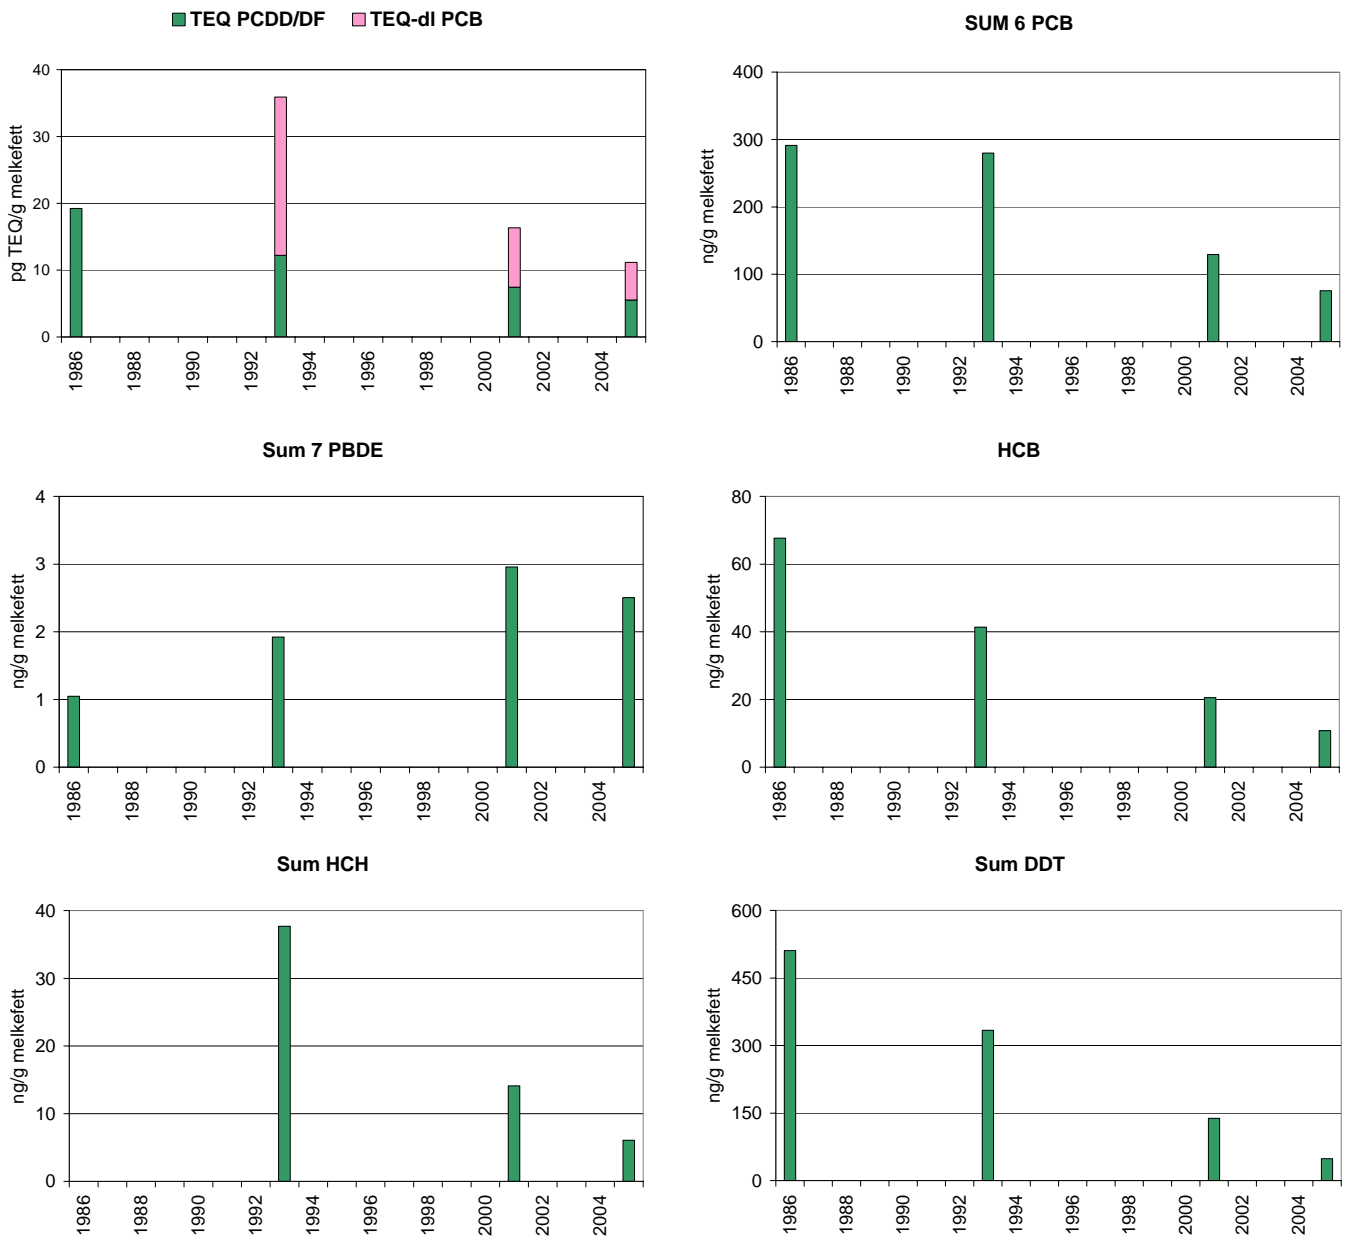 TEQ PCDD/DF TEQ-dl PCB
pg TEQ/g melkefett
40
30
20
10
0
1986 1988 1990 1992 1994 1996 1998 2000 2002 2004
SUM 6 PCB
ng/g melkefett
400
300
200
100
0
1986 1988 1990 1992 1994 1996 1998 2000 2002 2004
Sum 7 PBDE
ng/g melkefett
4
3
2
1
0
1986 1988 1990 1992 1994 1996 1998 2000 2002 2004
HCB
ng/g melkefett
80
60
40
20
0
1986 1988 1990 1992 1994 1996 1998 2000 2002 2004
Sum HCH
ng/g melkefett
40
30
20
10
0
1986 1988 1990 1992 1994 1996 1998 2000 2002 2004
Sum DDT
ng/g melkefett
600
450
300
150
0
1986 1988 1990 1992 1994 1996 1998 2000 2002 2004